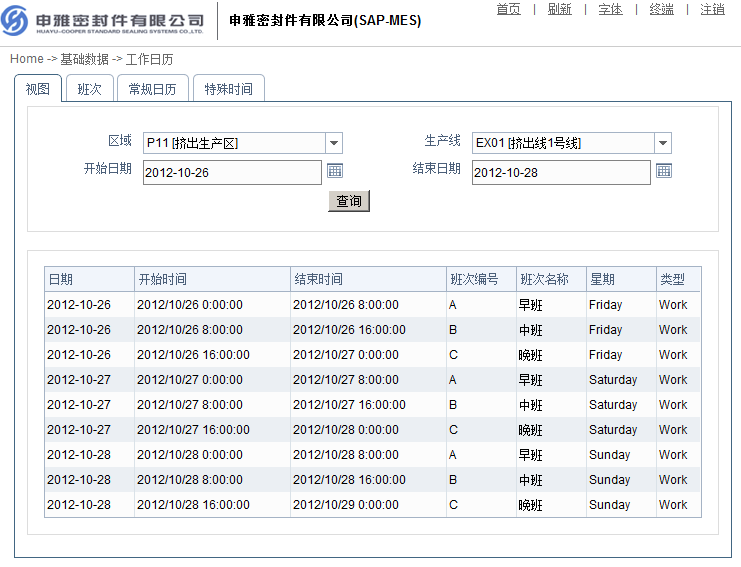 申雅密封件有限公司
HUAYU-COOPER STANDARD SEALING SYSTEMS CO.,LTD.
申雅密封件有限公司(SAP-MES)
首页 | 刷新 | 字体 | 终端 | 注销
Home -> 基础数据 -> 工作日历
视图 班次 常规日历 特殊时间
区域 P11 [挤出生产区] 生产线 EX01 [挤出线1号线]
开始日期 2012-10-26 结束日期 2012-10-28
查询
日期 开始时间 结束时间 班次编号 班次名称 星期 类型
2012-10-26 2012/10/26 0:00:00 2012/10/26 8:00:00 A 早班 Friday Work
2012-10-26 2012/10/26 8:00:00 2012/10/26 16:00:00 B 中班 Friday Work
2012-10-26 2012/10/26 16:00:00 2012/10/27 0:00:00 C 晚班 Friday Work
2012-10-27 2012/10/27 0:00:00 2012/10/27 8:00:00 A 早班 Saturday Work
2012-10-27 2012/10/27 8:00:00 2012/10/27 16:00:00 B 中班 Saturday Work
2012-10-27 2012/10/27 16:00:00 2012/10/28 0:00:00 C 晚班 Saturday Work
2012-10-28 2012/10/28 0:00:00 2012/10/28 8:00:00 A 早班 Sunday Work
2012-10-28 2012/10/28 8:00:00 2012/10/28 16:00:00 B 中班 Sunday Work
2012-10-28 2012/10/28 16:00:00 2012/10/29 0:00:00 C 晚班 Sunday Work